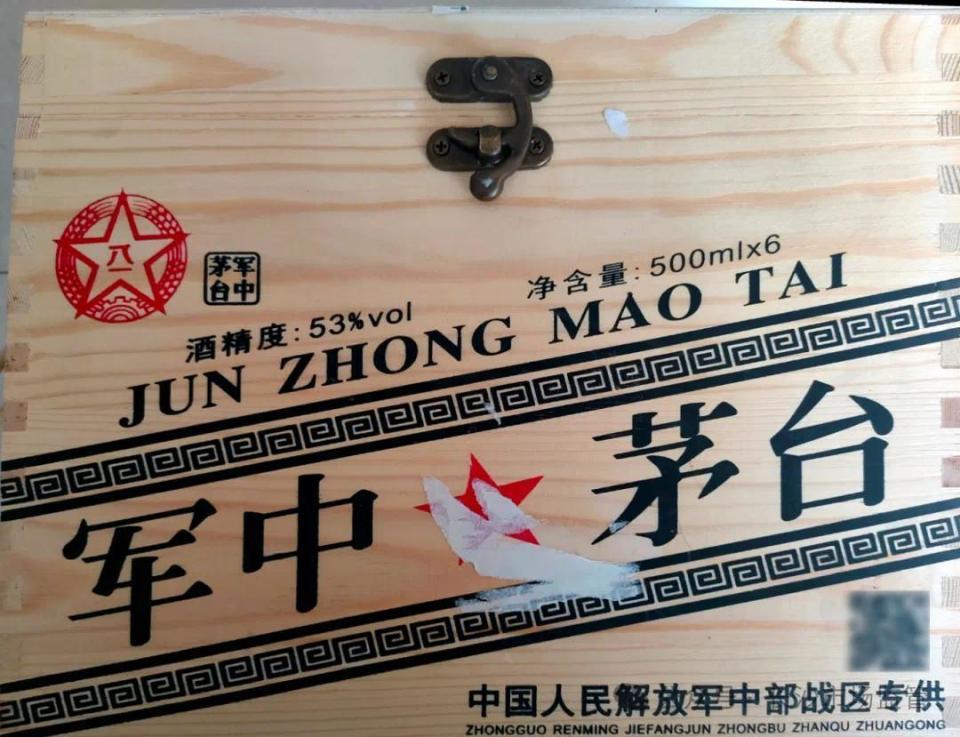 八一
军中
茅台
酒精度:53%vol
净含量:500mlx6
JUN ZHONG MAO TAI
军中茅台
中国人民解放军中部战区专供
ZHONGGUO RENMING JIEFANGJUN ZHONGBU ZHANQU ZHUANGONG